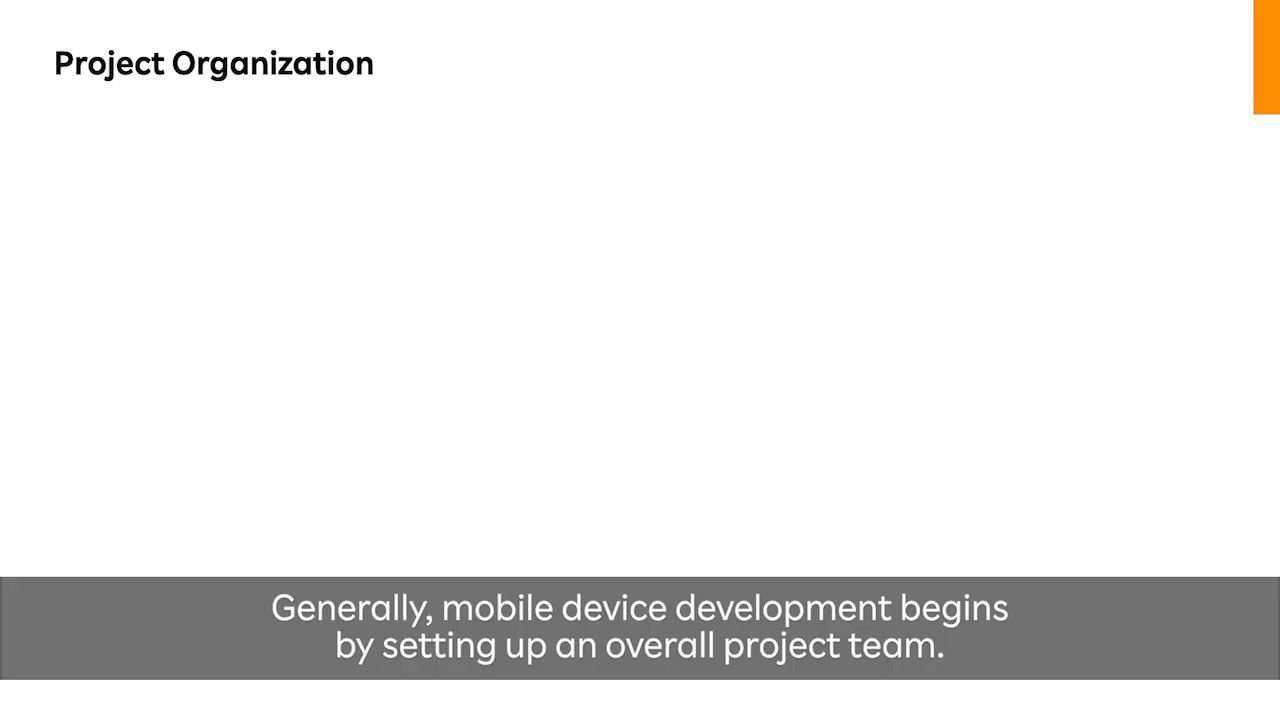 Project Organization
Generally, mobile device development begins
by setting up an overall project team.